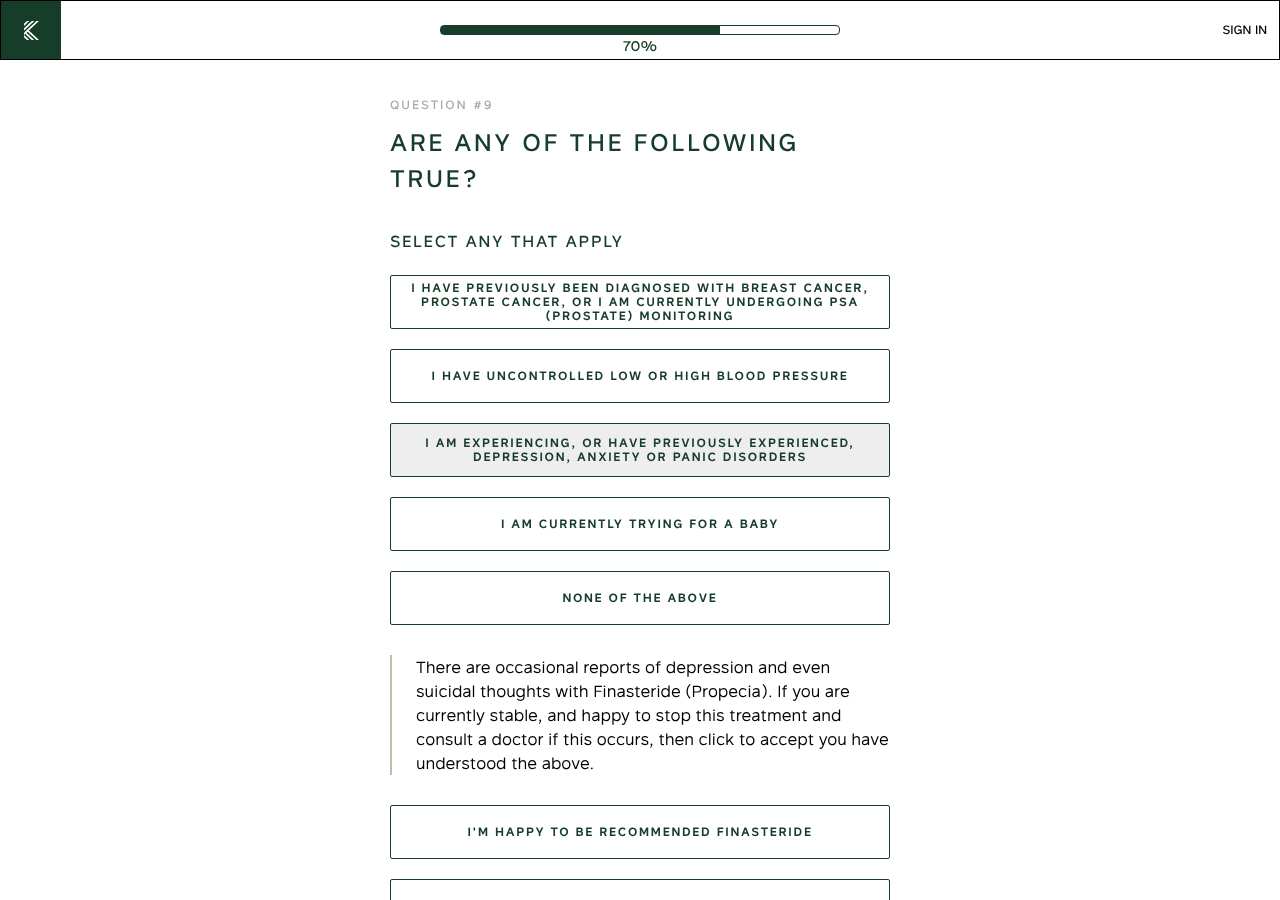 70%
SIGN IN
QUESTION #9
ARE ANY OF THE FOLLOWING
TRUE?
SELECT ANY THAT APPLY
I HAVE PREVIOUSLY BEEN DIAGNOSED WITH BREAST CANCER,
PROSTATE CANCER, OR I AM CURRENTLY UNDERGOING PSA
(PROSTATE) MONITORING
I HAVE UNCONTROLLED LOW OR HIGH BLOOD PRESSURE
I AM EXPERIENCING, OR HAVE PREVIOUSLY EXPERIENCED,
DEPRESSION, ANXIETY OR PANIC DISORDERS
I AM CURRENTLY TRYING FOR A BABY
NONE OF THE ABOVE
There are occasional reports of depression and even
suicidal thoughts with Finasteride (Propecia). If you are
currently stable, and happy to stop this treatment and
consult a doctor if this occurs, then click to accept you have
understood the above.
I'M HAPPY TO BE RECOMMENDED FINASTERIDE